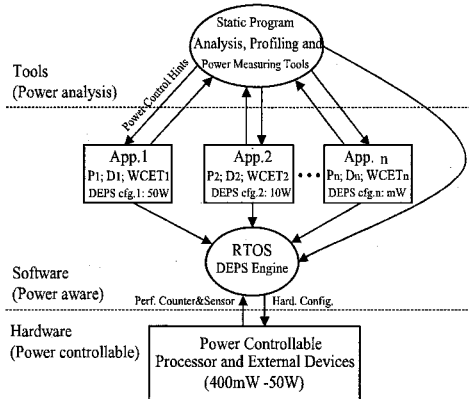 Static Program
Analysis, Profiling and
Power Measuring Tools
Tools
(Power analysis)
Power Control Hints
App.1
P1; D1; WCET1
DEPS cfg.1: 50W
App.2
P2; D2; WCET2
DEPS cfg.2: 10W
App. n
Pn; Dn; WCETn
DEPS cfg.n: mW
RTOS
DEPS Engine
Software
(Power aware)
Perf. Counter&Sensor
Hard. Config.
Hardware
(Power controllable)
Power Controllable
Processor and External Devices
(400mW -50W)